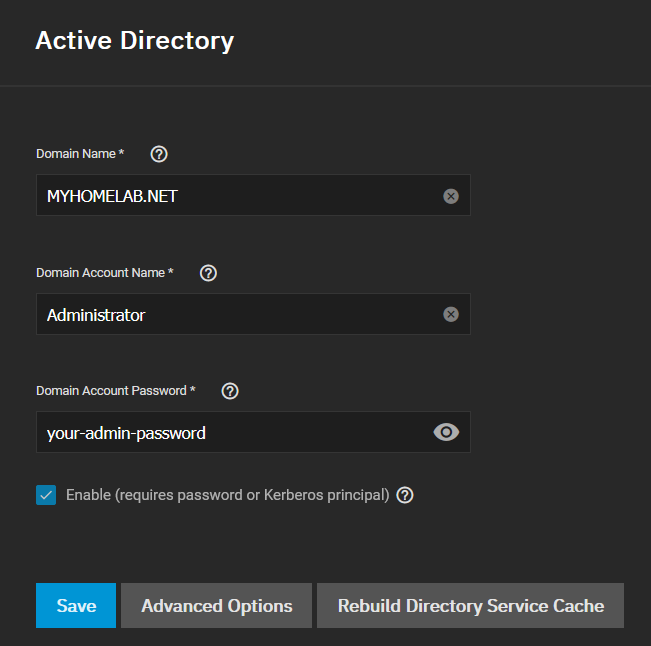 Active Directory
Domain Name *
MYHOMELAB.NET
Domain Account Name *
Administrator
Domain Account Password *
your-admin-password
Enable (requires password or Kerberos principal)
Save Advanced Options Rebuild Directory Service Cache